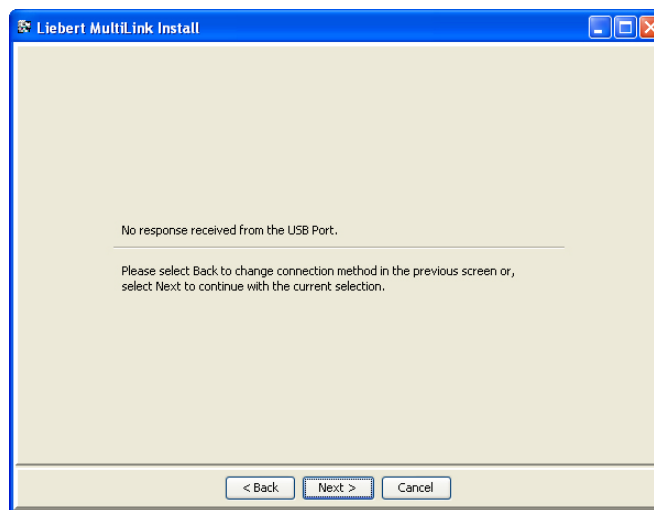 Liebert MultiLink Install
No response received from the USB Port.
Please select Back to change connection method in the previous screen or,
select Next to continue with the current selection.
< Back Next > Cancel